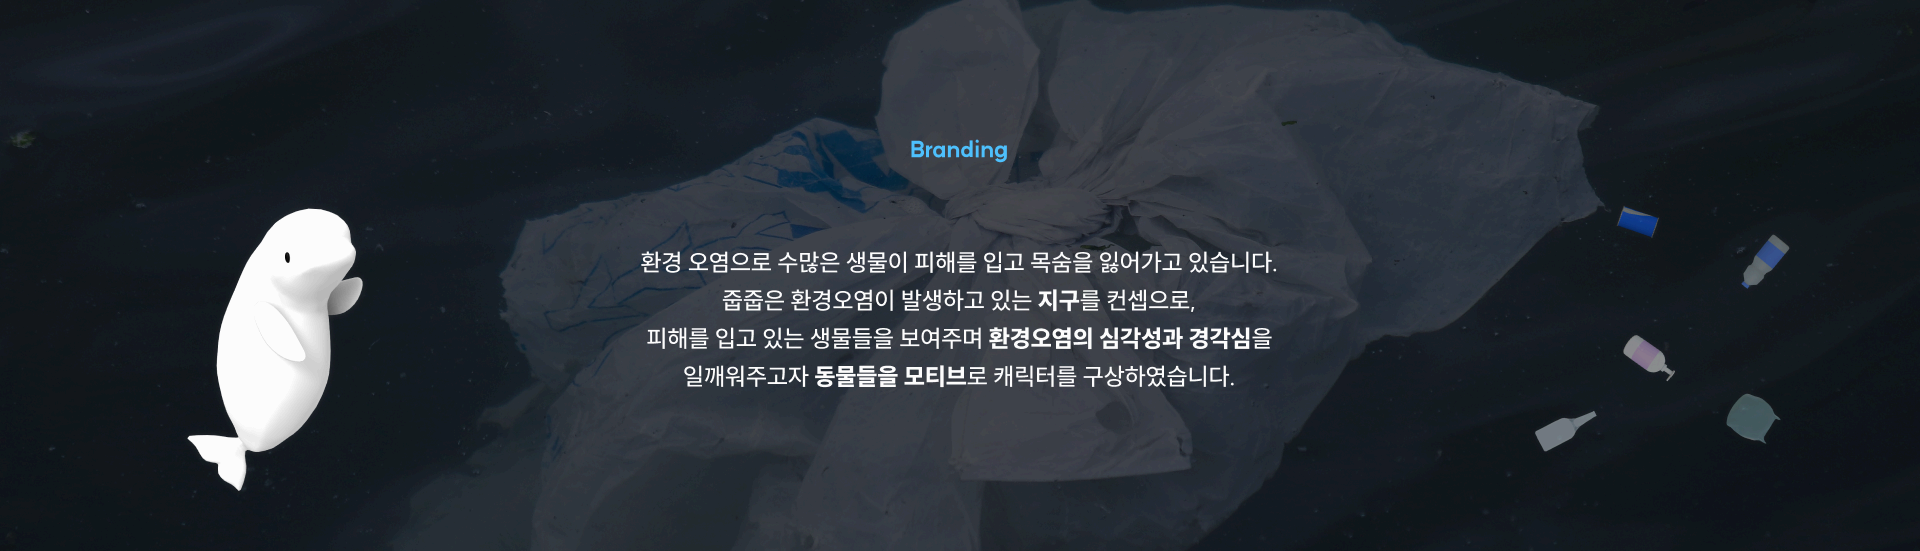 Branding
환경 오염으로 수많은 생물이 피해를 입고 목숨을 잃어가고 있습니다.
줍줍은 환경오염이 발생하고 있는 지구를 컨셉으로,
피해를 입고 있는 생물들을 보여주며 환경오염의 심각성과 경각심을
일깨워주고자 동물들을 모티브로 캐릭터를 구상하였습니다.